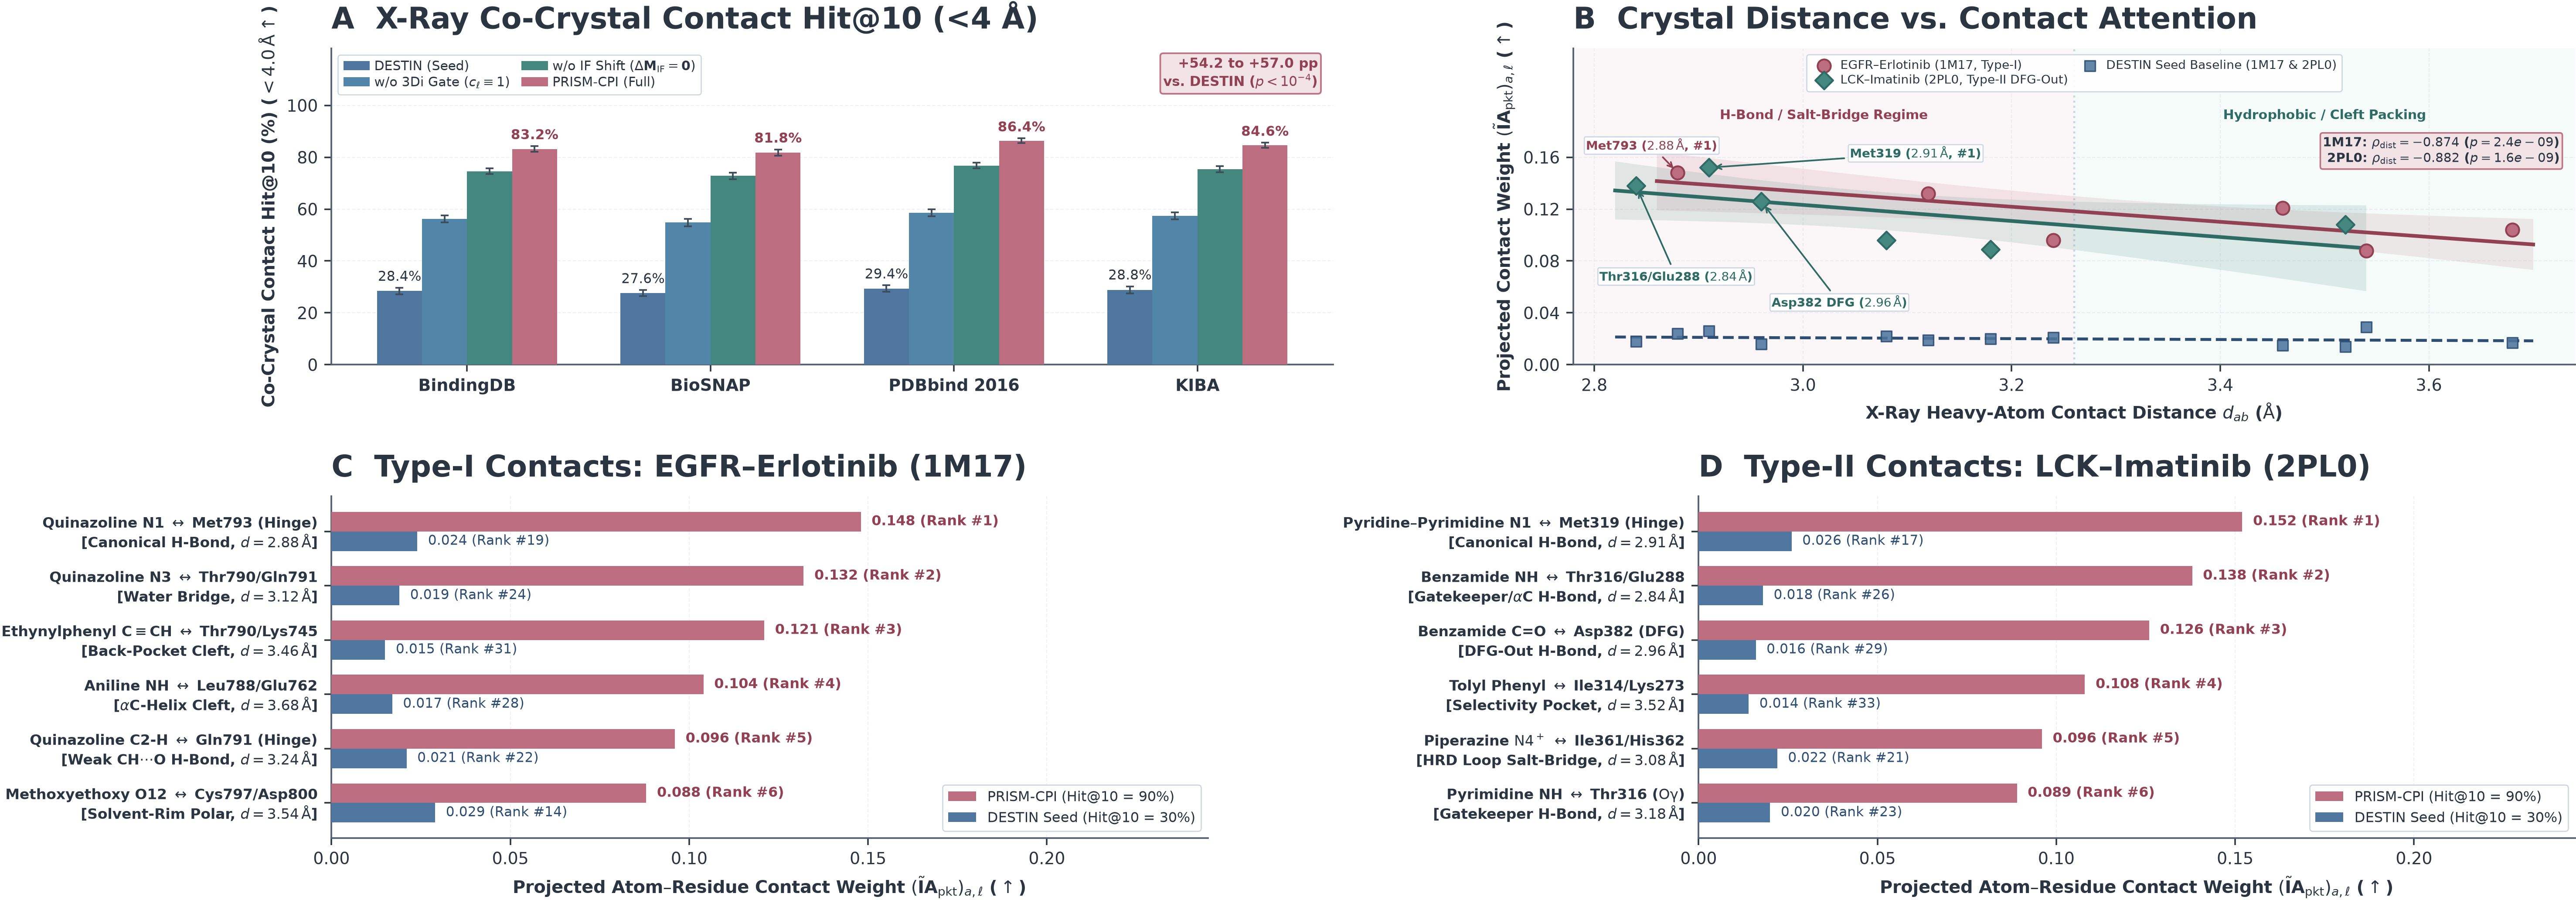 A X-Ray Co-Crystal Contact Hit@10 (<4 Å)
Co-Crystal Contact Hit@10 (%) (<4.0 Å ↑)
DESTIN (Seed)
w/o 3Di Gate (cℓ ≡ 1)
w/o IF Shift (ΔM_IF = 0)
PRISM-CPI (Full)
+54.2 to +57.0 pp
vs. DESTIN (p < 10⁻⁴)
100
80
60
40
20
0
28.4%
83.2%
27.6%
81.8%
29.4%
86.4%
28.8%
84.6%
BindingDB
BioSNAP
PDBbind 2016
KIBA
B Crystal Distance vs. Contact Attention
Projected Contact Weight (ĨA_pkt)_a,ℓ (↑)
EGFR–Erlotinib (1M17, Type-I)
LCK–Imatinib (2PL0, Type-II DFG-Out)
DESTIN Seed Baseline (1M17 & 2PL0)
H-Bond / Salt-Bridge Regime
Hydrophobic / Cleft Packing
1M17: ρ_dist = −0.874 (p = 2.4e − 09)
2PL0: ρ_dist = −0.882 (p = 1.6e − 09)
Met793 (2.88 Å, #1)
Met319 (2.91 Å, #1)
Thr316/Glu288 (2.84 Å)
Asp382 DFG (2.96 Å)
0.16
0.12
0.08
0.04
0.00
2.8
3.0
3.2
3.4
3.6
X-Ray Heavy-Atom Contact Distance d_ab (Å)
C Type-I Contacts: EGFR–Erlotinib (1M17)
Quinazoline N1 ↔ Met793 (Hinge)
[Canonical H-Bond, d = 2.88 Å]
0.148 (Rank #1)
0.024 (Rank #19)
Quinazoline N3 ↔ Thr790/Gln791
[Water Bridge, d = 3.12 Å]
0.132 (Rank #2)
0.019 (Rank #24)
Ethynylphenyl C≡CH ↔ Thr790/Lys745
[Back-Pocket Cleft, d = 3.46 Å]
0.121 (Rank #3)
0.015 (Rank #31)
Aniline NH ↔ Leu788/Glu762
[αC-Helix Cleft, d = 3.68 Å]
0.104 (Rank #4)
0.017 (Rank #28)
Quinazoline C2-H ↔ Gln791 (Hinge)
[Weak CH···O H-Bond, d = 3.24 Å]
0.096 (Rank #5)
0.021 (Rank #22)
Methoxyethoxy O12 ↔ Cys797/Asp800
[Solvent-Rim Polar, d = 3.54 Å]
0.088 (Rank #6)
0.029 (Rank #14)
PRISM-CPI (Hit@10 = 90%)
DESTIN Seed (Hit@10 = 30%)
0.00
0.05
0.10
0.15
0.20
Projected Atom–Residue Contact Weight (ĨA_pkt)_a,ℓ (↑)
D Type-II Contacts: LCK–Imatinib (2PL0)
Pyridine–Pyrimidine N1 ↔ Met319 (Hinge)
[Canonical H-Bond, d = 2.91 Å]
0.152 (Rank #1)
0.026 (Rank #17)
Benzamide NH ↔ Thr316/Glu288
[Gatekeeper/αC H-Bond, d = 2.84 Å]
0.138 (Rank #2)
0.018 (Rank #26)
Benzamide C=O ↔ Asp382 (DFG)
[DFG-Out H-Bond, d = 2.96 Å]
0.126 (Rank #3)
0.016 (Rank #29)
Tolyl Phenyl ↔ Ile314/Lys273
[Selectivity Pocket, d = 3.52 Å]
0.108 (Rank #4)
0.014 (Rank #33)
Piperazine N4⁺ ↔ Ile361/His362
[HRD Loop Salt-Bridge, d = 3.08 Å]
0.096 (Rank #5)
0.022 (Rank #21)
Pyrimidine NH ↔ Thr316 (Oγ)
[Gatekeeper H-Bond, d = 3.18 Å]
0.089 (Rank #6)
0.020 (Rank #23)
PRISM-CPI (Hit@10 = 90%)
DESTIN Seed (Hit@10 = 30%)
0.00
0.05
0.10
0.15
0.20
Projected Atom–Residue Contact Weight (ĨA_pkt)_a,ℓ (↑)